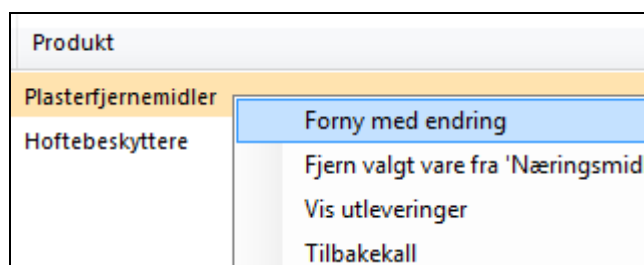 Produkt
Plasterfjernemidler
Forny med endring
Hoftebeskyttere
Fjern valgt vare fra 'Næringsmid
Vis utleveringer
Tilbakekall